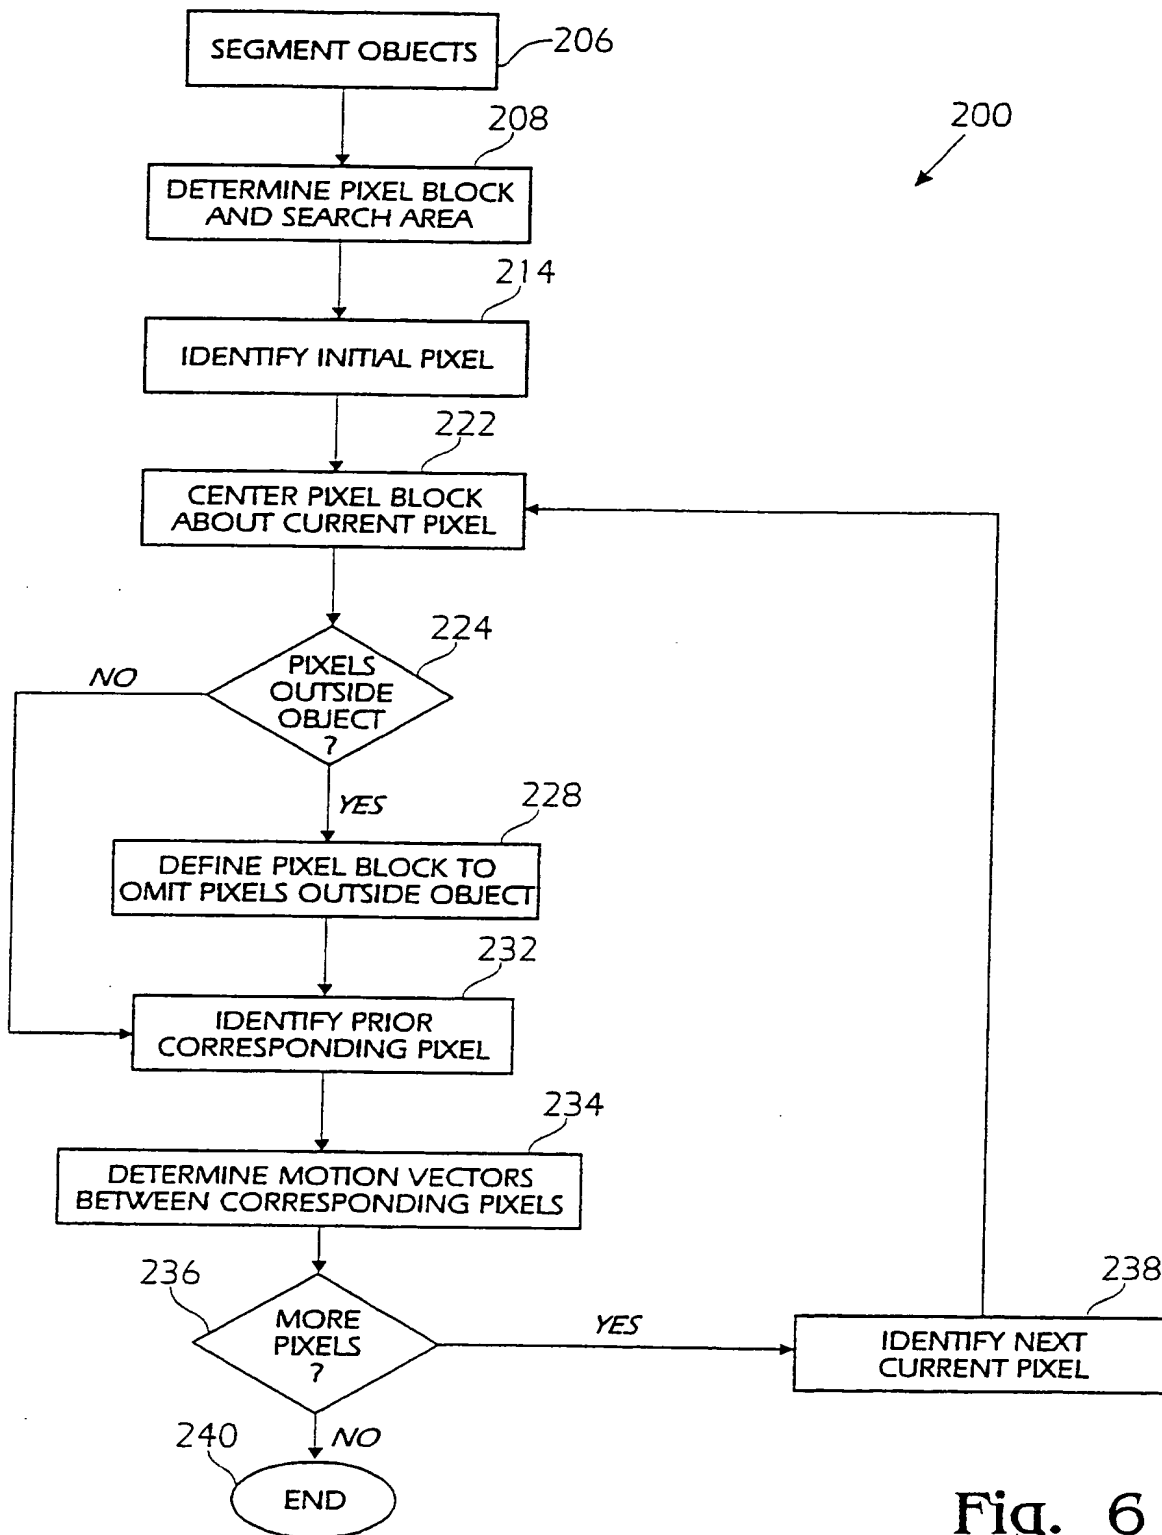 SEGMENT OBJECTS
206
208
200
DETERMINE PIXEL BLOCK
AND SEARCH AREA
214
IDENTIFY INITIAL PIXEL
222
CENTER PIXEL BLOCK
ABOUT CURRENT PIXEL
224
NO
PIXELS
OUTSIDE
OBJECT
?
YES
228
DEFINE PIXEL BLOCK TO
OMIT PIXELS OUTSIDE OBJECT
232
IDENTIFY PRIOR
CORRESPONDING PIXEL
234
DETERMINE MOTION VECTORS
BETWEEN CORRESPONDING PIXELS
236
MORE
PIXELS
?
YES
238
IDENTIFY NEXT
CURRENT PIXEL
NO
240
END
Fig. 6